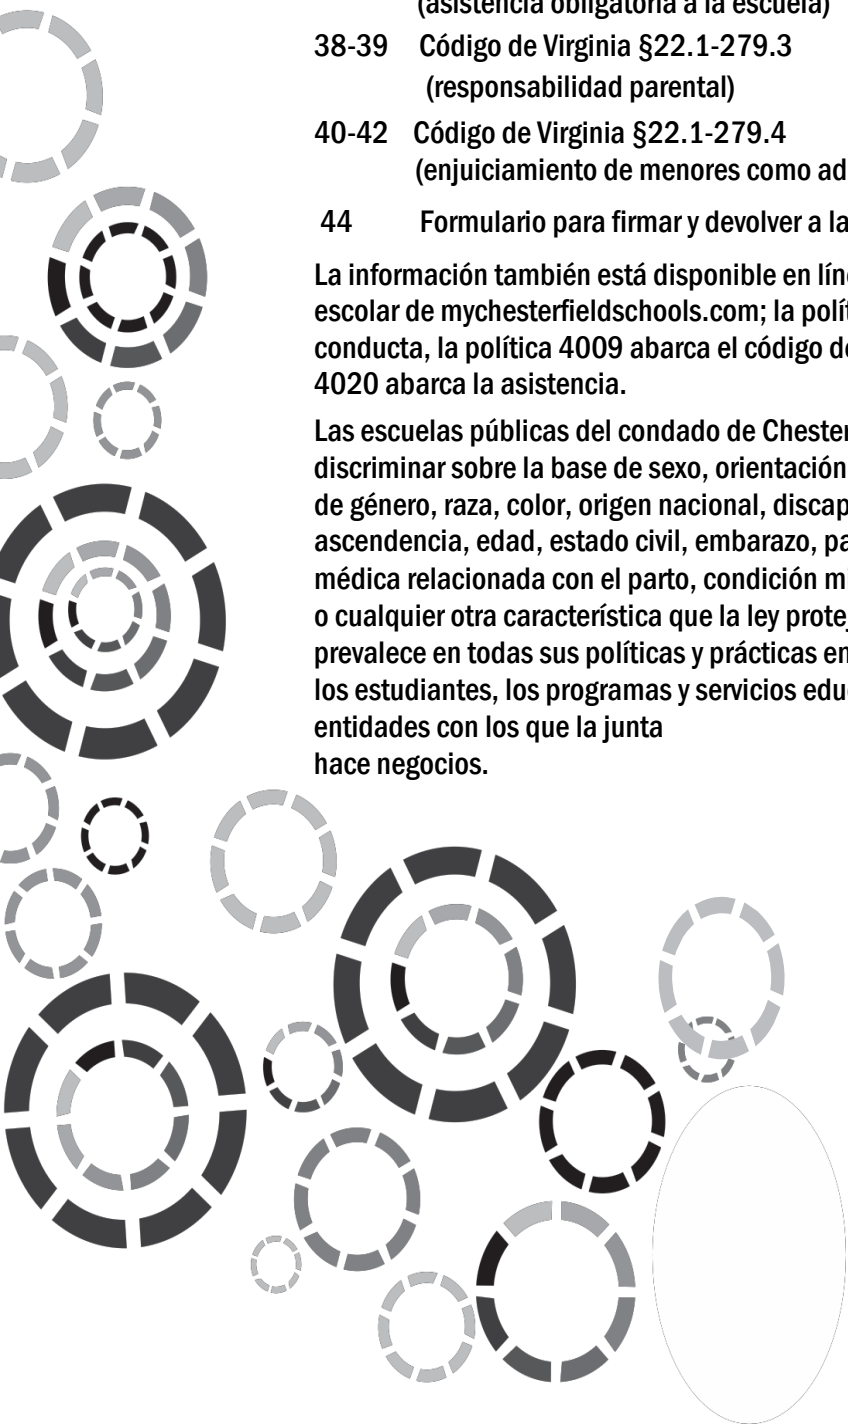 (asistencia obligatoria a la escuela)
38-39 Código de Virginia §22.1-279.3
(responsabilidad parental)
40-42 Código de Virginia §22.1-279.4
(enjuiciamiento de menores como ad
44 Formulario para firmar y devolver a la
La información también está disponible en líne
escolar de mychesterfieldschools.com; la polít
conducta, la política 4009 abarca el código de
4020 abarca la asistencia.
Las escuelas públicas del condado de Chester
discriminar sobre la base de sexo, orientación
de género, raza, color, origen nacional, discap
ascendencia, edad, estado civil, embarazo, pa
médica relacionada con el parto, condición mi
o cualquier otra característica que la ley prote
prevalece en todas sus políticas y prácticas en
los estudiantes, los programas y servicios edu
entidades con los que la junta
hace negocios.